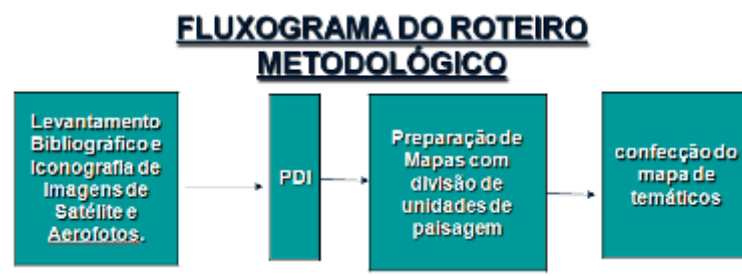 FLUXOGRAMA DO ROTEIRO
METODOLÓGICO
Levantamento
Bibliográfico e
Iconografia de
Imagens de
Satélite e
Aerofotos.
PDI
Preparação de
Mapas com
divisão de
unidades de
paisagem
confecção do
mapa de
temáticos